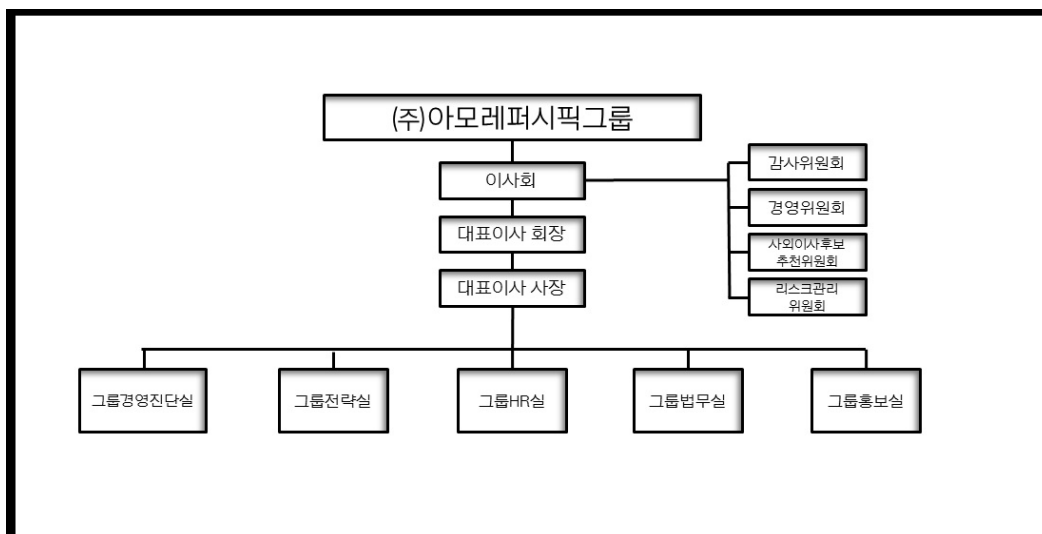 (주)아모레퍼시픽그룹
이사회
감사위원회
경영위원회
사외이사후보
추천위원회
리스크관리
위원회
대표이사 회장
대표이사 사장
그룹경영진단실
그룹전략실
그룹HR실
그룹법무실
그룹홍보실